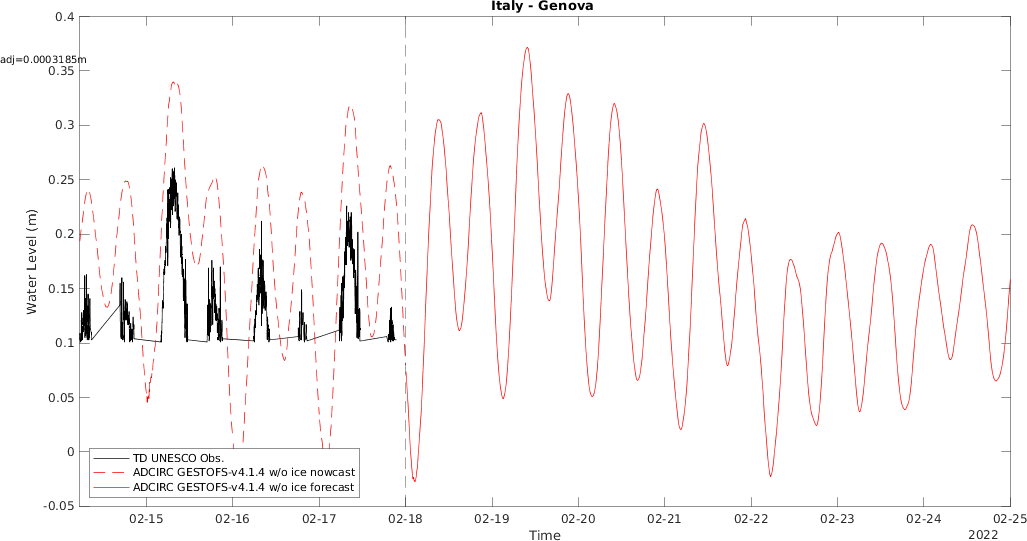 Italy - Genova
adj=0.0003185m
Water Level (m)
0.4
0.35
0.3
0.25
0.2
0.15
0.1
0.05
0
-0.05
TD UNESCO Obs.
ADCIRC GESTOFS-v4.1.4 w/o ice nowcast
ADCIRC GESTOFS-v4.1.4 w/o ice forecast
02-15 02-16 02-17 02-18 02-19 02-20 02-21 02-22 02-23 02-24 02-25
Time
2022